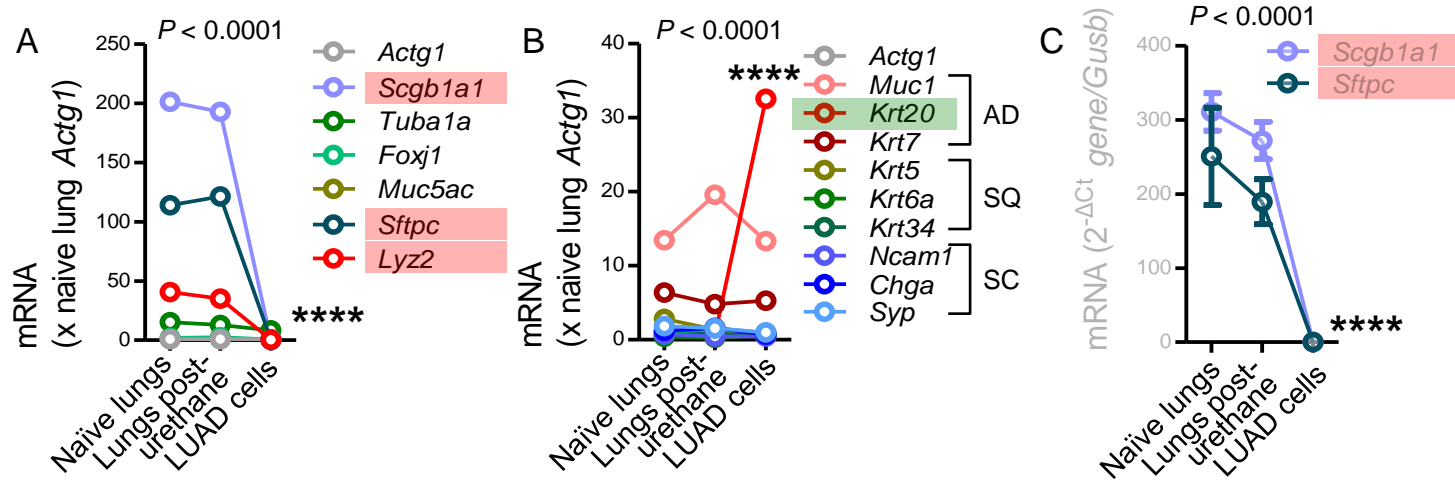 A
P < 0.0001
mRNA
(x naive lung Actg1)
250
200
150
100
50
0
Actg1
Scgb1a1
Tuba1a
Foxj1
Muc5ac
Sftpc
Lyz2
****
Naïve lungs
Lungs post-
urethane
LUAD cells
B
P < 0.0001
mRNA
(x naive lung Actg1)
40
30
20
10
0
****
Actg1
Muc1
Krt20
Krt7
AD
Krt5
Krt6a
Krt34
SQ
Ncam1
Chga
Syp
SC
Naïve lungs
Lungs post-
urethane
LUAD cells
C
P < 0.0001
mRNA (2^-ΔCt gene/Gusb)
400
300
200
100
0
Scgb1a1
Sftpc
****
Naïve lungs
Lungs post-
urethane
LUAD cells